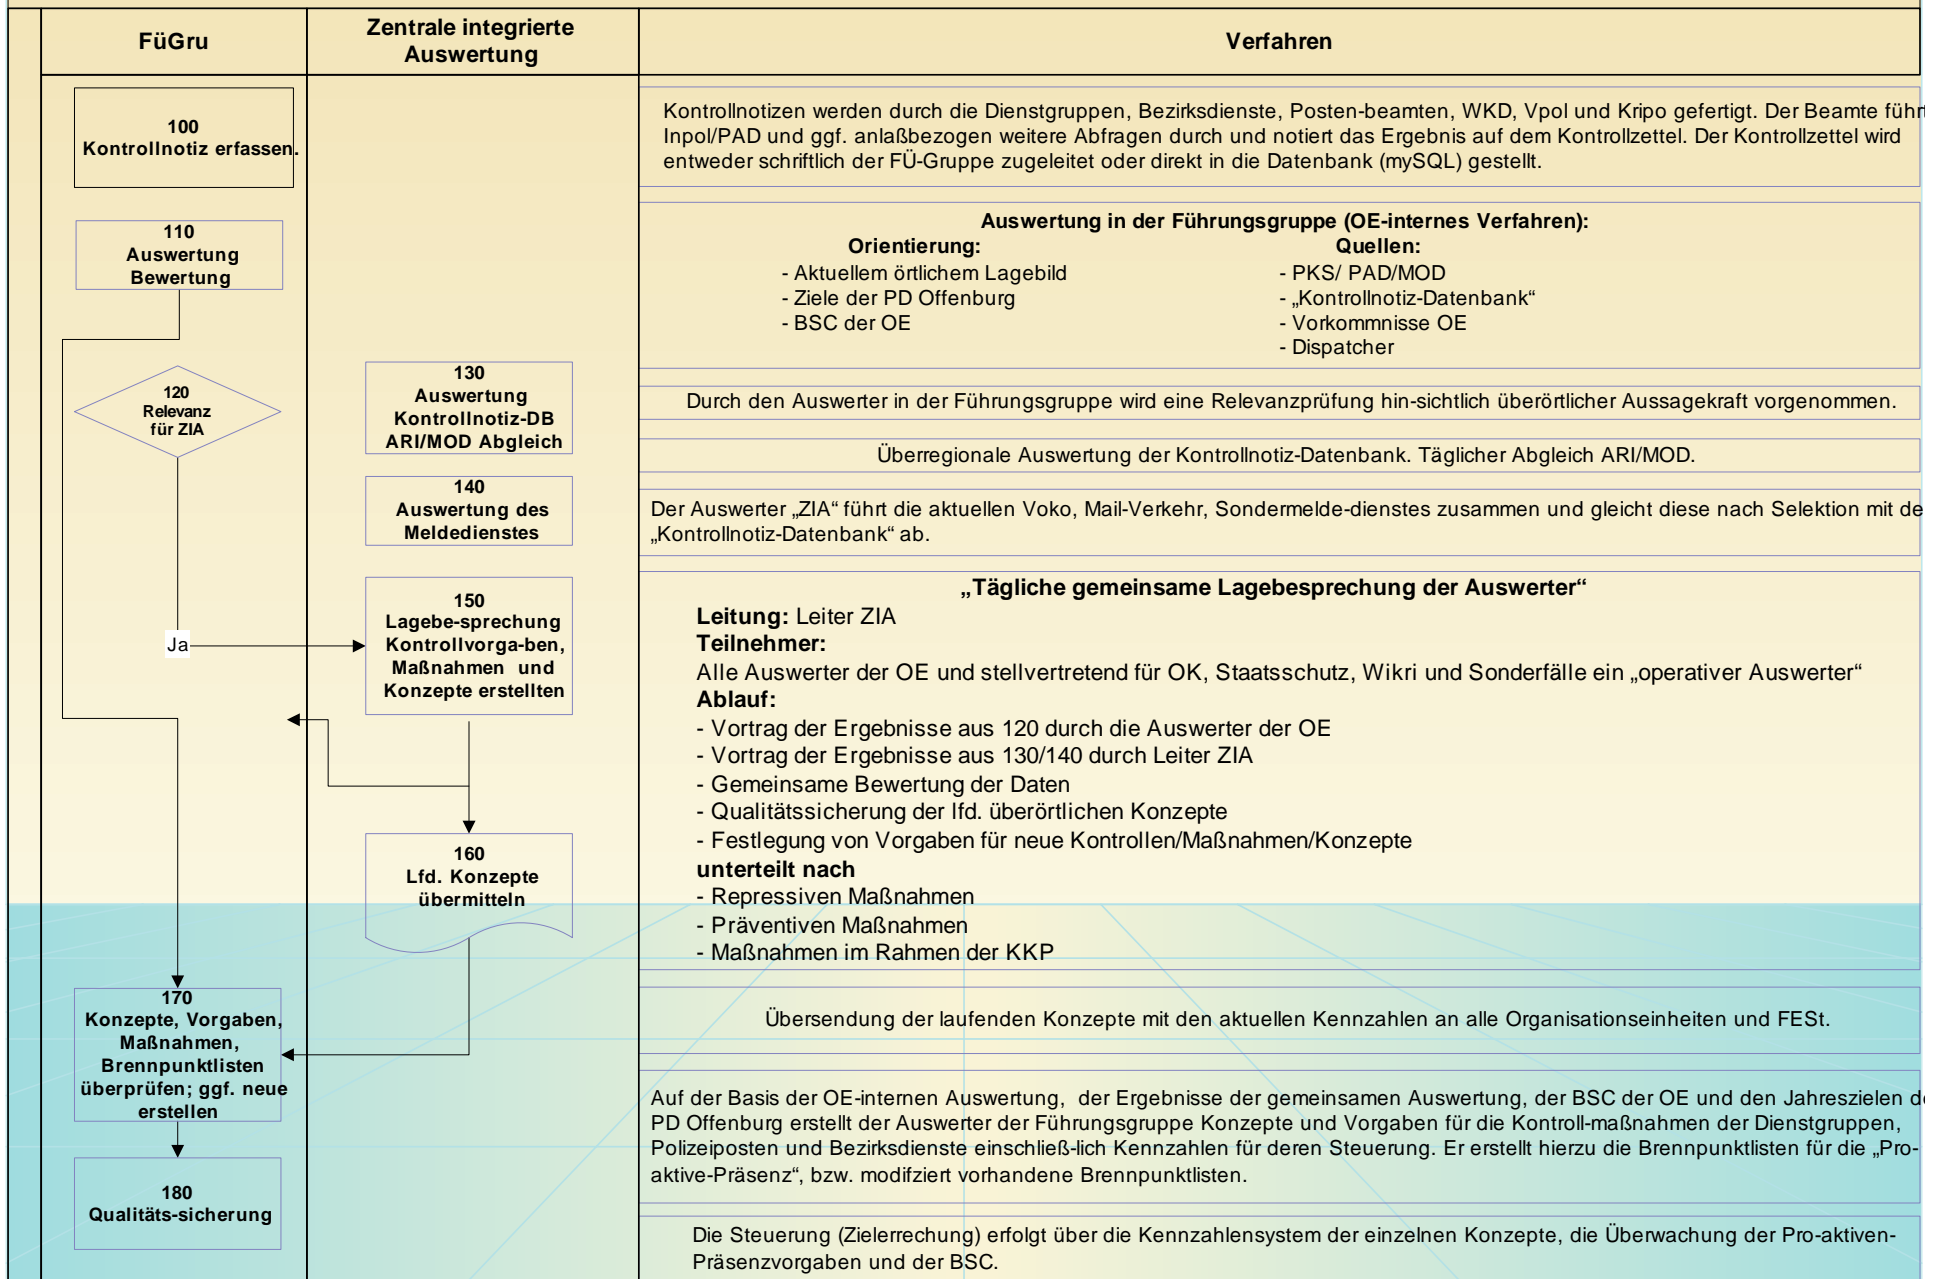 FüGru
Zentrale integrierte
Auswertung
Verfahren
100
Kontrollnotiz erfassen.
Kontrollnotizen werden durch die Dienstgruppen, Bezirksdienste, Posten-beamten, WKD, Vpol und Kripo gefertigt. Der Beamte führt
Inpol/PAD und ggf. anlaßbezogen weitere Abfragen durch und notiert das Ergebnis auf dem Kontrollzettel. Der Kontrollzettel wird
entweder schriftlich der FÜ-Gruppe zugeleitet oder direkt in die Datenbank (mySQL) gestellt.
110
Auswertung
Bewertung
Auswertung in der Führungsgruppe (OE-internes Verfahren):
Orientierung:
- Aktuellem örtlichem Lagebild
- Ziele der PD Offenburg
- BSC der OE
Quellen:
- PKS/ PAD/MOD
- „Kontrollnotiz-Datenbank“
- Vorkommnisse OE
- Dispatcher
120
Relevanz
für ZIA
130
Auswertung
Kontrollnotiz-DB
ARI/MOD Abgleich
Durch den Auswerter in der Führungsgruppe wird eine Relevanzprüfung hin-sichtlich überörtlicher Aussagekraft vorgenommen.
Überregionale Auswertung der Kontrollnotiz-Datenbank. Täglicher Abgleich ARI/MOD.
140
Auswertung des
Meldedienstes
Der Auswerter „ZIA“ führt die aktuellen Voko, Mail-Verkehr, Sondermelde-dienstes zusammen und gleicht diese nach Selektion mit de
„Kontrollnotiz-Datenbank“ ab.
Ja
150
Lagebe-sprechung
Kontrollvorga-ben,
Maßnahmen und
Konzepte erstellten
„Tägliche gemeinsame Lagebesprechung der Auswerter“
Leitung: Leiter ZIA
Teilnehmer:
Alle Auswerter der OE und stellvertretend für OK, Staatsschutz, Wikri und Sonderfälle ein „operativer Auswerter“
Ablauf:
- Vortrag der Ergebnisse aus 120 durch die Auswerter der OE
- Vortrag der Ergebnisse aus 130/140 durch Leiter ZIA
- Gemeinsame Bewertung der Daten
- Qualitätssicherung der lfd. überörtlichen Konzepte
- Festlegung von Vorgaben für neue Kontrollen/Maßnahmen/Konzepte
unterteilt nach
- Repressiven Maßnahmen
- Präventiven Maßnahmen
- Maßnahmen im Rahmen der KKP
160
Lfd. Konzepte
übermitteln
170
Konzepte, Vorgaben,
Maßnahmen,
Brennpunktlisten
überprüfen; ggf. neue
erstellen
Übersendung der laufenden Konzepte mit den aktuellen Kennzahlen an alle Organisationseinheiten und FESt.
Auf der Basis der OE-internen Auswertung, der Ergebnisse der gemeinsamen Auswertung, der BSC der OE und den Jahreszielen de
PD Offenburg erstellt der Auswerter der Führungsgruppe Konzepte und Vorgaben für die Kontroll-maßnahmen der Dienstgruppen,
Polizeiposten und Bezirksdienste einschließ-lich Kennzahlen für deren Steuerung. Er erstellt hierzu die Brennpunktlisten für die „Pro-
aktive-Präsenz“, bzw. modifziert vorhandene Brennpunktlisten.
180
Qualitäts-sicherung
Die Steuerung (Zielerrechung) erfolgt über die Kennzahlensystem der einzelnen Konzepte, die Überwachung der Pro-aktiven-
Präsenzvorgaben und der BSC.